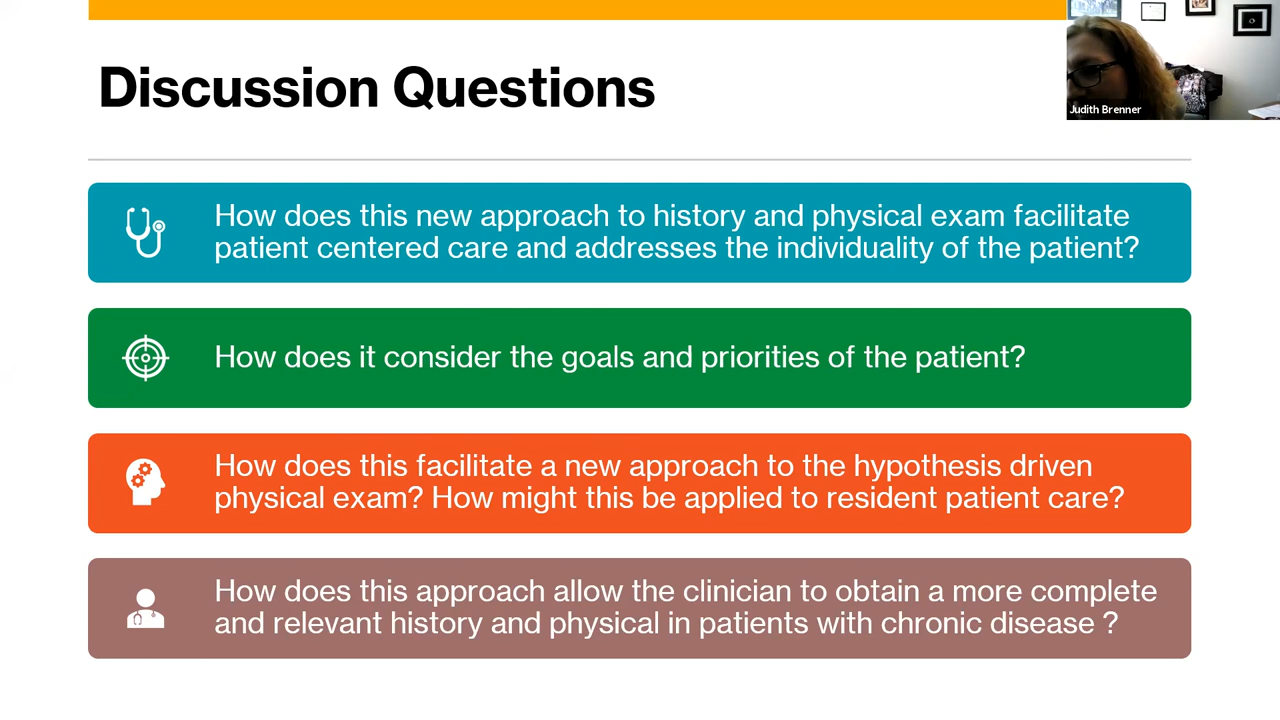 Discussion Questions
Judith Brenner
How does this new approach to history and physical exam facilitate
patient centered care and addresses the individuality of the patient?
How does it consider the goals and priorities of the patient?
How does this facilitate a new approach to the hypothesis driven
physical exam? How might this be applied to resident patient care?
How does this approach allow the clinician to obtain a more complete
and relevant history and physical in patients with chronic disease ?